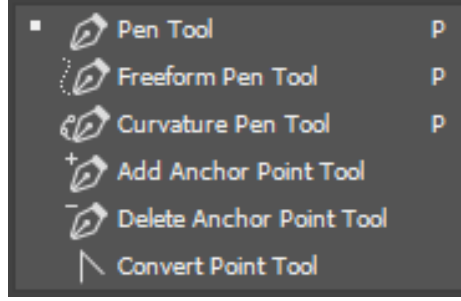 Pen Tool P
Freeform Pen Tool P
Curvature Pen Tool P
Add Anchor Point Tool
Delete Anchor Point Tool
Convert Point Tool